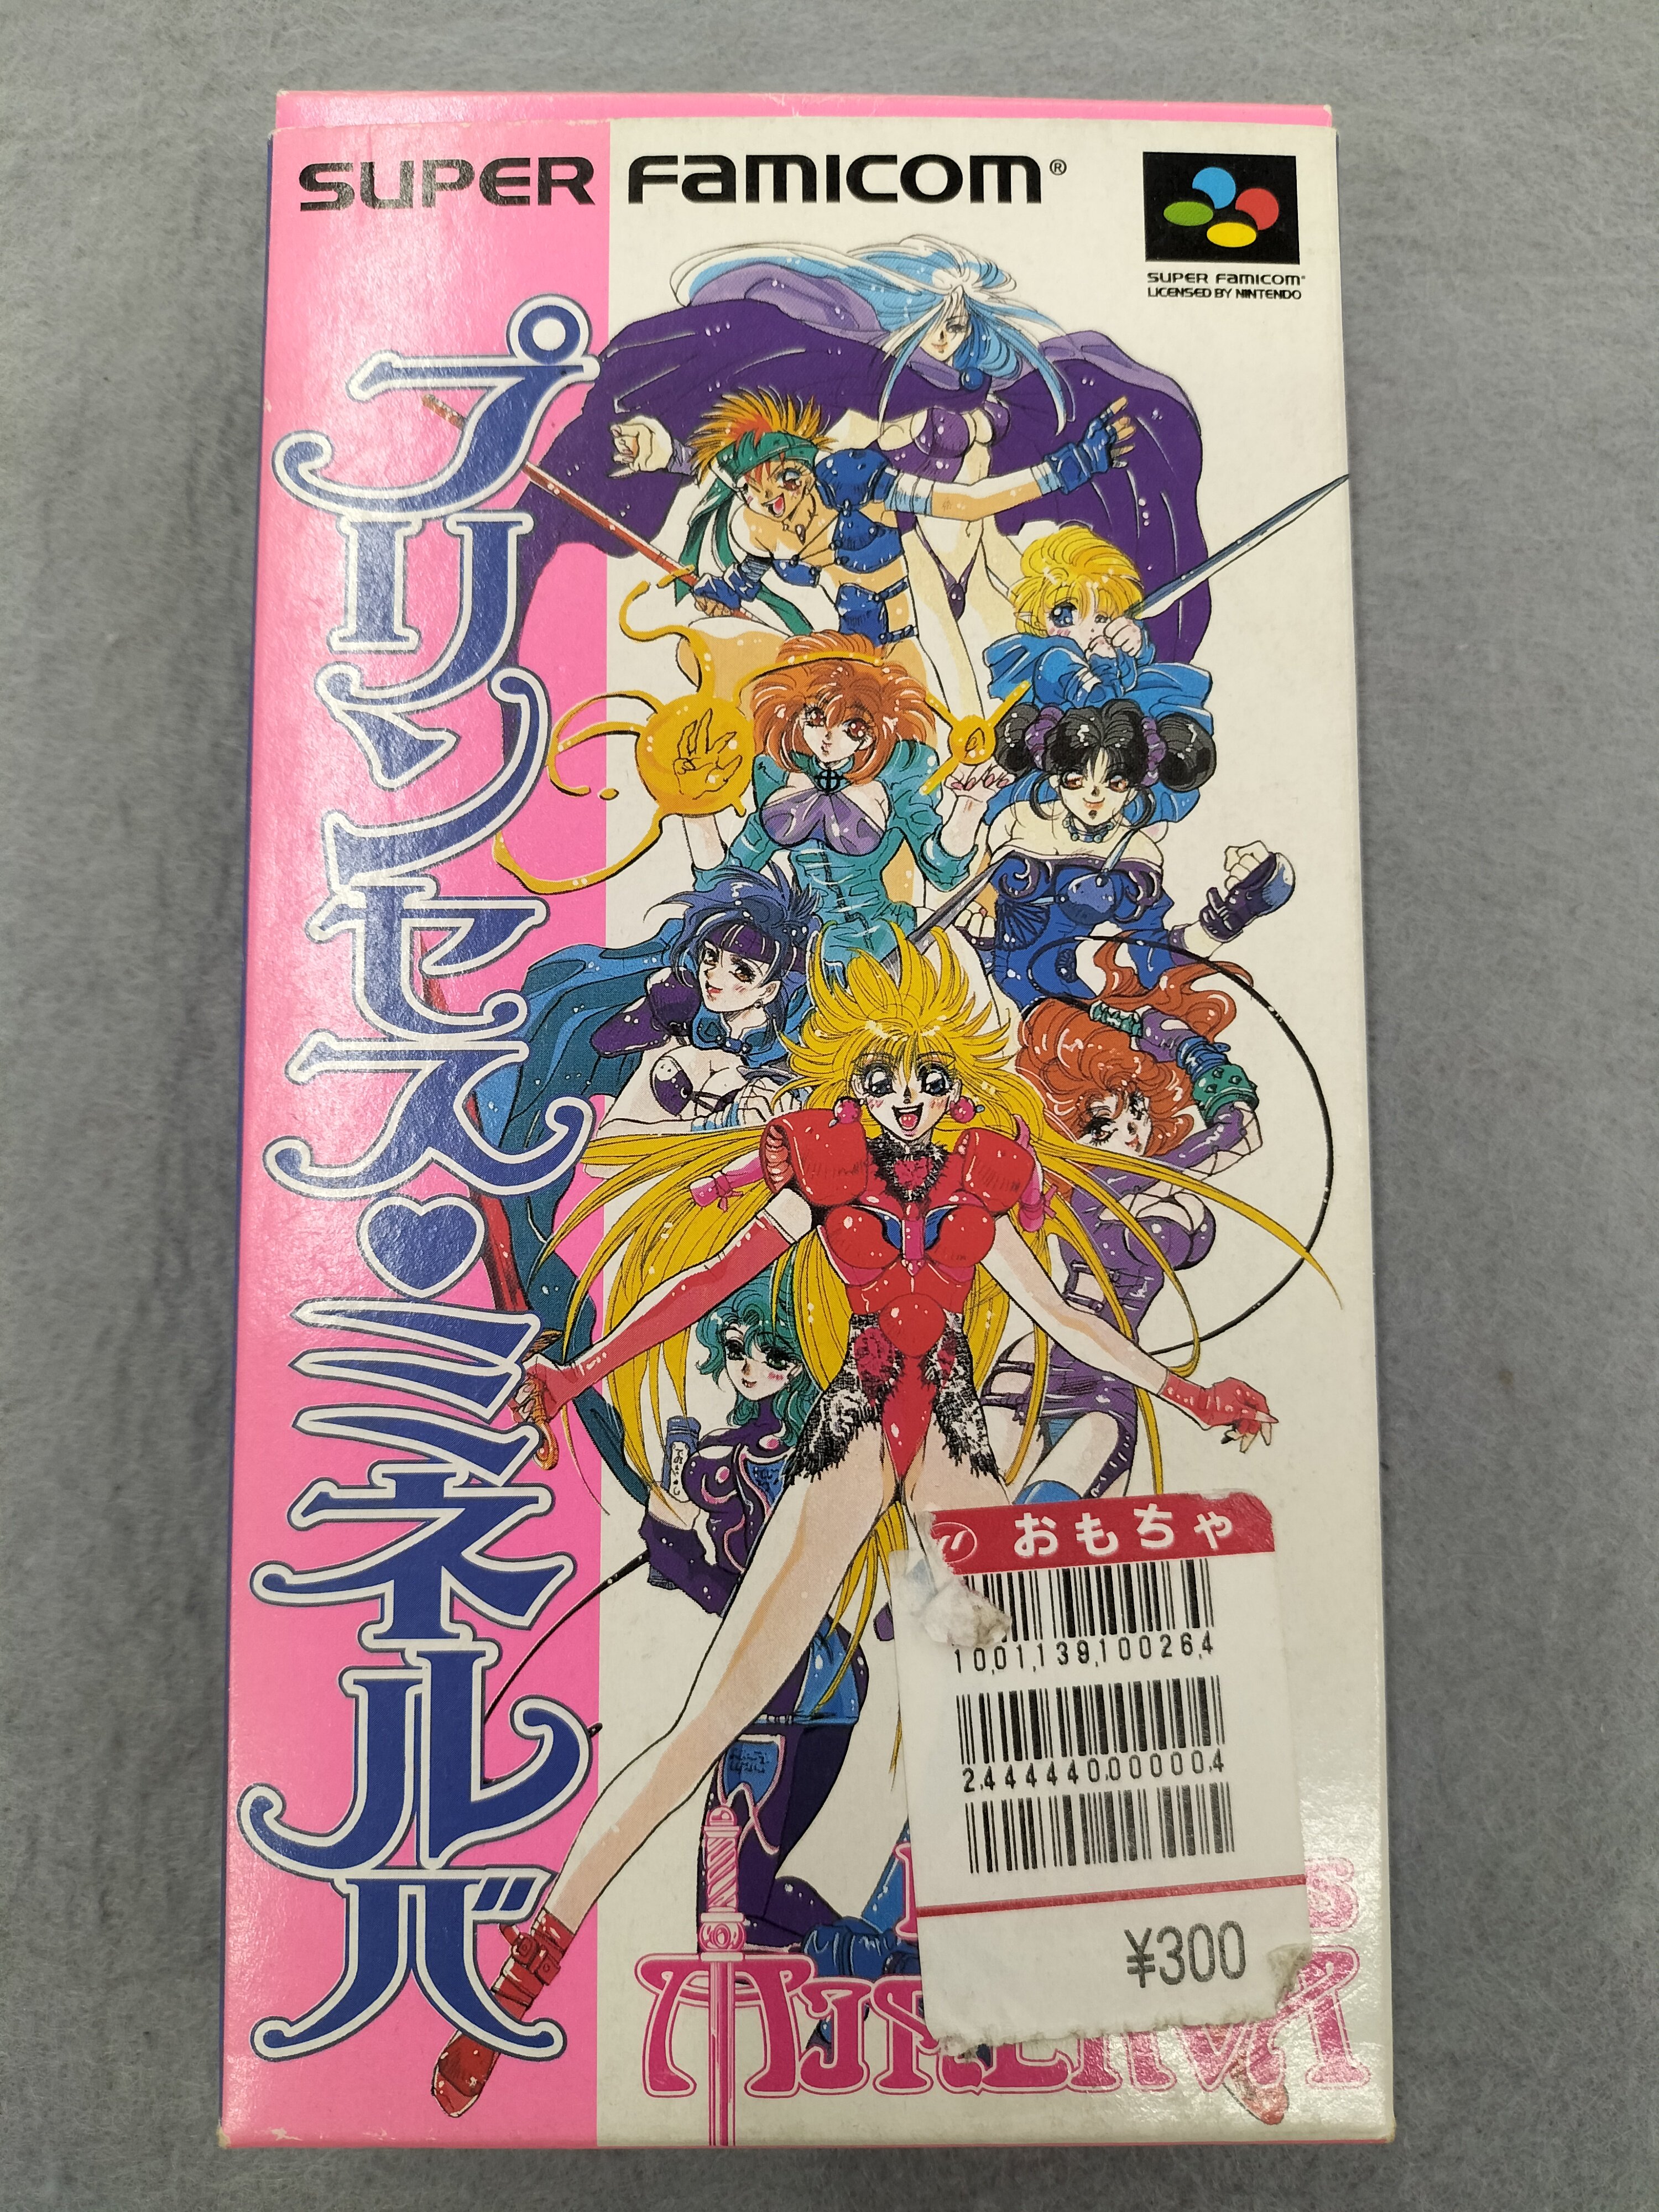 SUPER FAMICOM®
SUPER FAMICOM®
LICENSED BY NINTENDO
プリンセス・ミネルバ
おもちゃ
10,01,139,10026,4
2,44444,0,00000,4
¥300
MINERVA